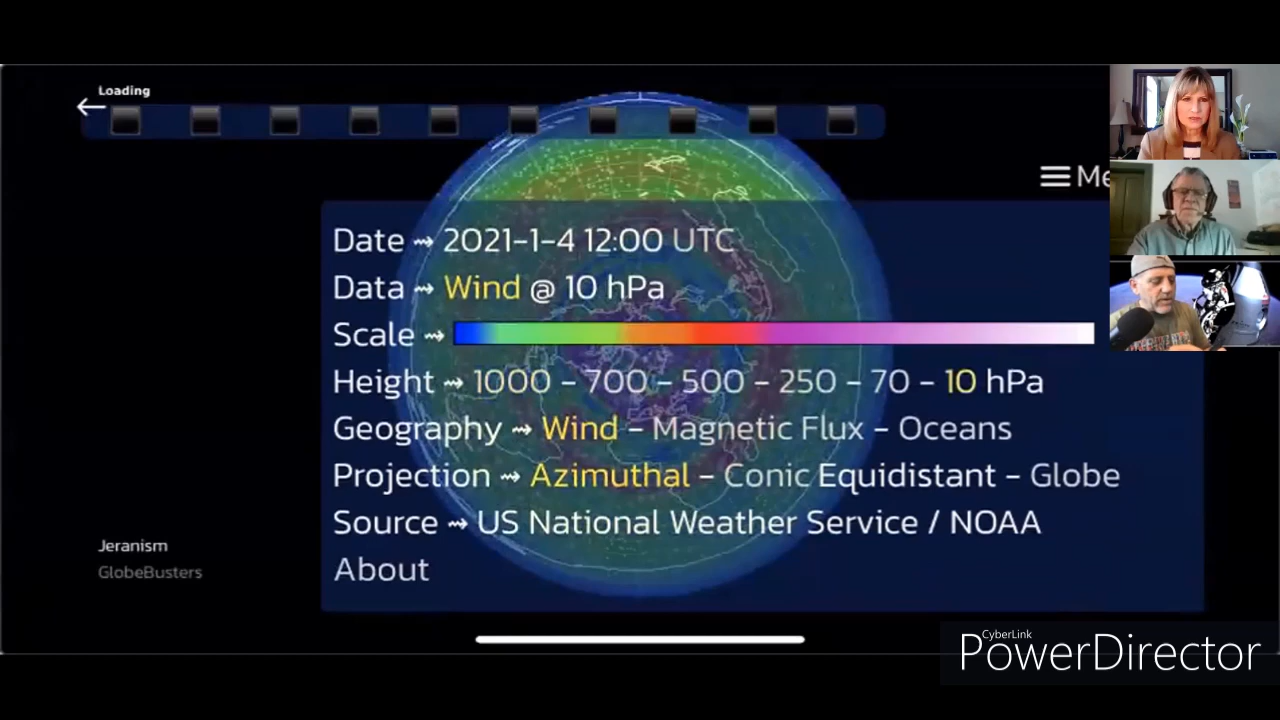 Loading
Me
Date ⇝ 2021-1-4 12:00 UTC
Data ⇝ Wind @ 10 hPa
Scale ⇝
Height ⇝ 1000 - 700 - 500 - 250 - 70 - 10 hPa
Geography ⇝ Wind - Magnetic Flux - Oceans
Projection ⇝ Azimuthal - Conic Equidistant - Globe
Source ⇝ US National Weather Service / NOAA
About
Jeranism
GlobeBusters
CyberLink
PowerDirector